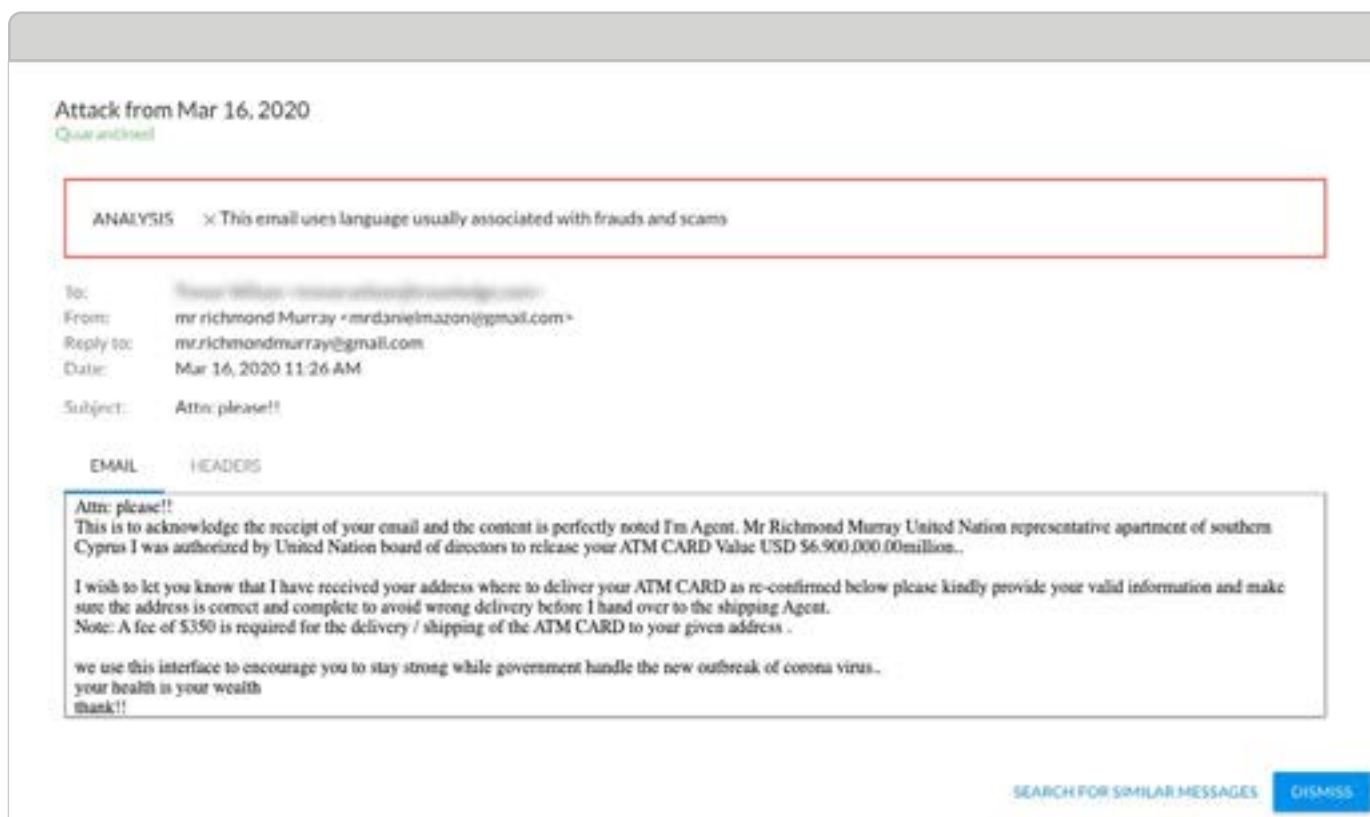 Attack from Mar 16, 2020
Quarantined
ANALYSIS × This email uses language usually associated with frauds and scams
To:
From: mr richmond Murray <mrdanielmazon@gmail.com>
Reply to: mr.richmondmurray@gmail.com
Date: Mar 16, 2020 11:26 AM
Subject: Attn: please!!
EMAIL HEADERS
Attn: please!!
This is to acknowledge the receipt of your email and the content is perfectly noted I'm Agent. Mr Richmond Murray United Nation representative apartment of southern
Cyprus I was authorized by United Nation board of directors to release your ATM CARD Value USD $6.900,000.00million..
I wish to let you know that I have received your address where to deliver your ATM CARD as re-confirmed below please kindly provide your valid information and make
sure the address is correct and complete to avoid wrong delivery before I hand over to the shipping Agent.
Note: A fee of $350 is required for the delivery / shipping of the ATM CARD to your given address .
we use this interface to encourage you to stay strong while government handle the new outbreak of corona virus..
your health is your wealth
thank!!
SEARCH FOR SIMILAR MESSAGES DISMISS